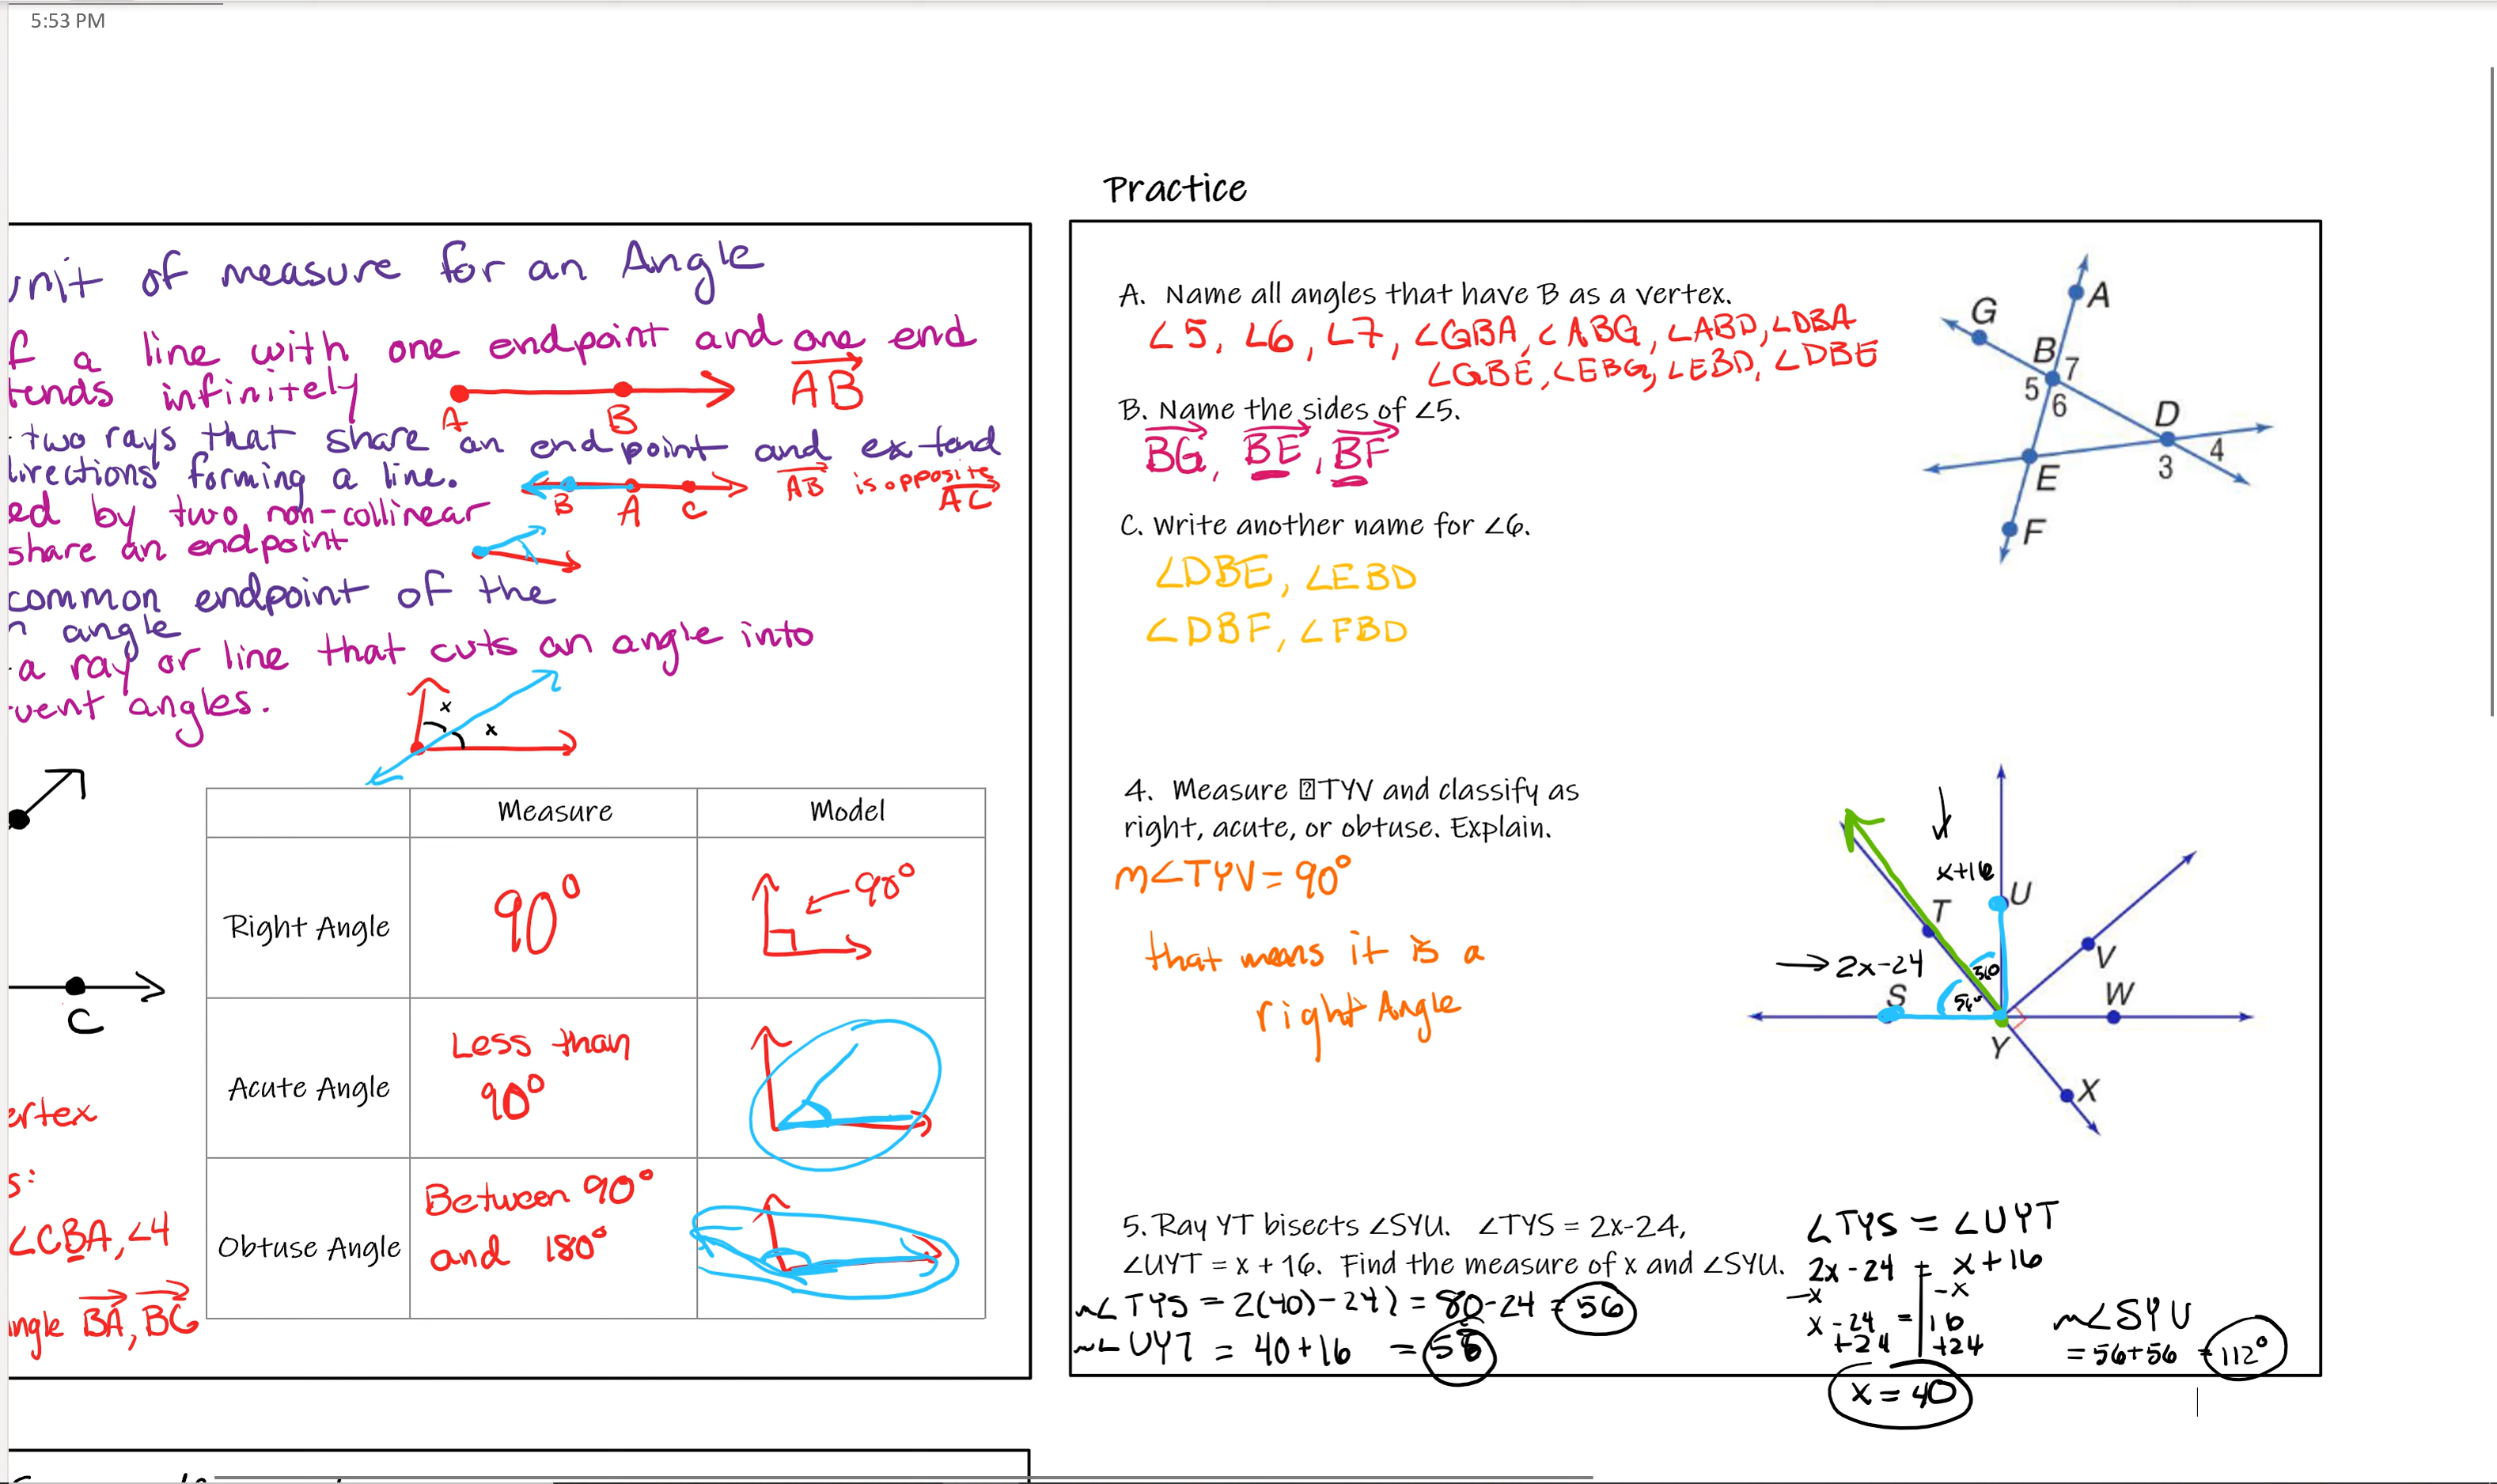 5:53 PM
unit of measure for an Angle
f a line with one endpoint and one end
tends infinitely
AB
A
B
two rays that share an endpoint and extend
directions forming a line.
B
A
C
AB is opposite
AC
ed by two non-collinear
share an endpoint
common endpoint of the
n angle
a ray or line that cuts an angle into
uent angles.
x
x
C
ertex
s:
∠CBA, ∠4
ngle BA, BC
Measure
Model
Right Angle
90°
90°
Acute Angle
Less than
90°
Obtuse Angle
Between 90°
and 180°
Practice
A. Name all angles that have B as a vertex.
∠5, ∠6, ∠7, ∠GBA, ∠ABG, ∠ABD, ∠DBA
∠GBE, ∠EBG, ∠EBD, ∠DBE
B. Name the sides of ∠5.
BG, BE, BF
C. Write another name for ∠6.
∠DBE, ∠EBD
∠DBF, ∠FBD
A
G
B
7
5
6
D
4
3
E
F
4. Measure TYV and classify as
right, acute, or obtuse. Explain.
m∠TYV = 90°
that means it is a
right Angle
x+16
U
T
V
→ 2x-24
56°
S
56°
W
Y
X
5. Ray YT bisects ∠SYU. ∠TYS = 2x-24,
∠UYT = x + 16. Find the measure of x and ∠SYU.
m∠TYS = 2(40)-24 = 80-24 = 56
m∠UYT = 40+16 = 56
∠TYS = ∠UYT
2x-24 = x+16
-x -x
x-24 = 16
+24 +24
x = 40
m∠SYU
= 56+56 = 112°